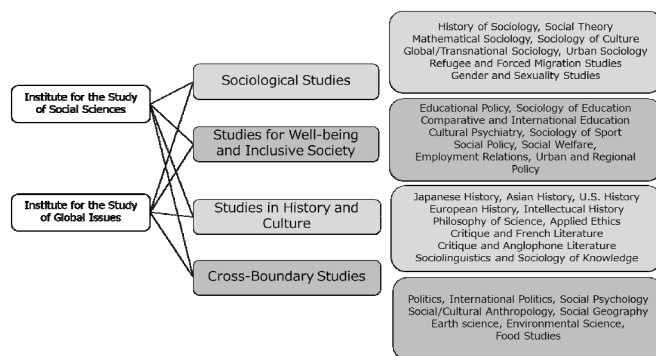 Institute for the Study
of Social Sciences
Institute for the Study
of Global Issues
Sociological Studies
Studies for Well-being
and Inclusive Society
Studies in History and
Culture
Cross-Boundary Studies
History of Sociology, Social Theory
Mathematical Sociology, Sociology of Culture
Global/Transnational Sociology, Urban Sociology
Refugee and Forced Migration Studies
Gender and Sexuality Studies
Educational Policy, Sociology of Education
Comparative and International Education
Cultural Psychiatry, Sociology of Sport
Social Policy, Social Welfare,
Employment Relations, Urban and Regional
Policy
Japanese History, Asian History, U.S. History
European History, Intellectucal History
Philosophy of Science, Applied Ethics
Critique and French Literature
Critique and Anglophone Literature
Sociolinguistics and Sociology of Knowledge
Politics, International Politics, Social Psychology
Social/Cultural Anthropology, Social Geography
Earth science, Environmental Science,
Food Studies